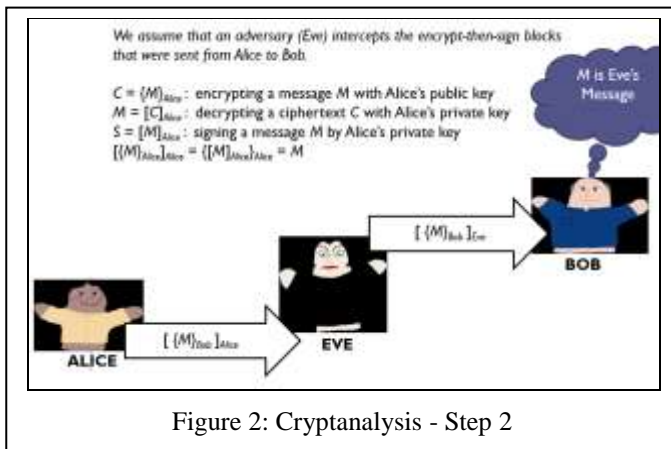 We assume that an adversary (Eve) intercepts the encrypt-then-sign blocks
that were sent from Alice to Bob.
C = {M}Alice : encrypting a message M with Alice's public key
M = [C]Alice : decrypting a ciphertext C with Alice's private key
S = [M]Alice : signing a message M by Alice's private key
[{M}Alice]Alice = {[M]Alice}Alice = M
M is Eve's
Message
[ {M}Bob ]Eve
BOB
EVE
[ {M}Bob ]Alice
ALICE
Figure 2: Cryptanalysis - Step 2